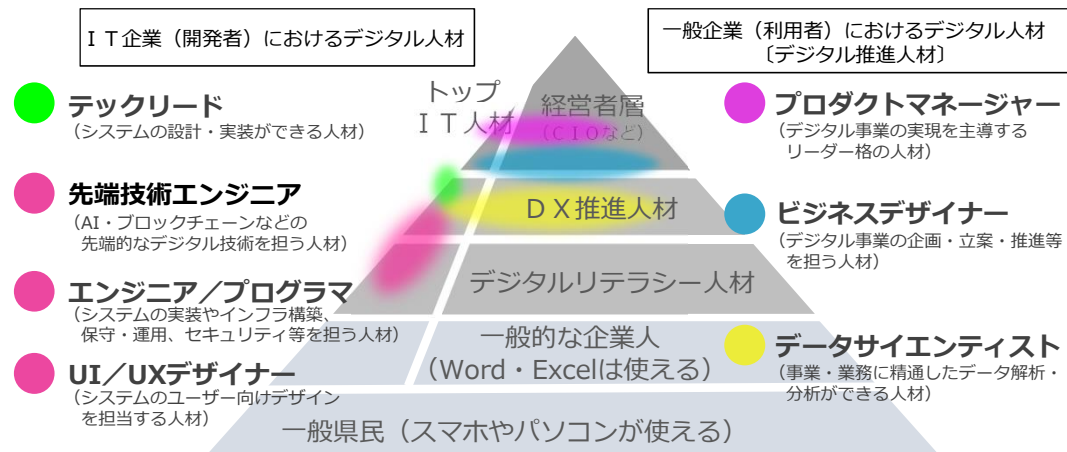 ＩＴ企業（開発者）におけるデジタル人材
一般企業（利用者）におけるデジタル人材
〔デジタル推進人材〕
テックリード
（システムの設計・実装ができる人材）
先端技術エンジニア
（AI・ブロックチェーンなどの
先端的なデジタル技術を担う人材）
エンジニア／プログラマ
（システムの実装やインフラ構築、
保守・運用、セキュリティ等を担う人材）
UI／UXデザイナー
（システムのユーザー向けデザイン
を担当する人材）
トップ
ＩＴ人材
経営者層
（ＣＩＯなど）
ＤＸ推進人材
デジタルリテラシー人材
一般的な企業人
（Word・Excelは使える）
一般県民（スマホやパソコンが使える）
プロダクトマネージャー
（デジタル事業の実現を主導する
リーダー格の人材）
ビジネスデザイナー
（デジタル事業の企画・立案・推進等
を担う人材）
データサイエンティスト
（事業・業務に精通したデータ解析・
分析ができる人材）